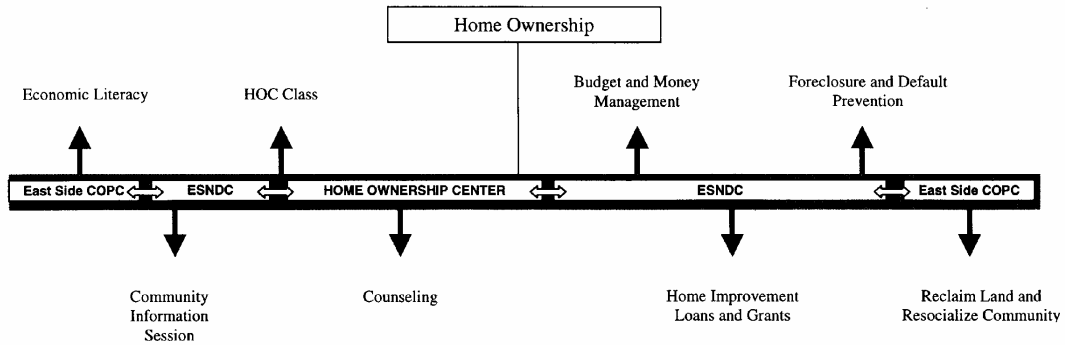 Home Ownership
Economic Literacy
HOC Class
Budget and Money
Management
Foreclosure and Default
Prevention
East Side COPC
ESNDC
HOME OWNERSHIP CENTER
ESNDC
East Side COPC
Community
Information
Session
Counseling
Home Improvement
Loans and Grants
Reclaim Land and
Resocialize Community